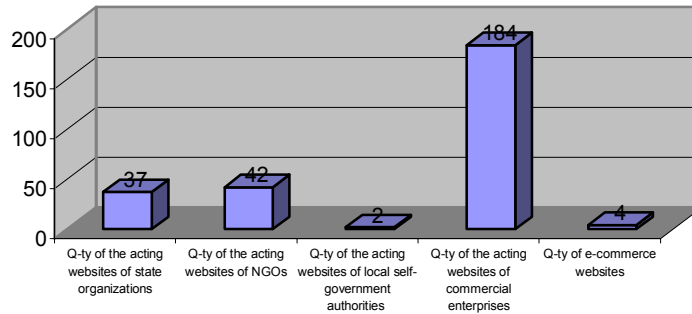 200
150
100
50
0
37
42
2
184
4
Q-ty of the acting
websites of state
organizations
Q-ty of the acting
websites of NGOs
Q-ty of the acting
websites of local self-
government
authorities
Q-ty of the acting
websites of
commercial
enterprises
Q-ty of e-commerce
websites